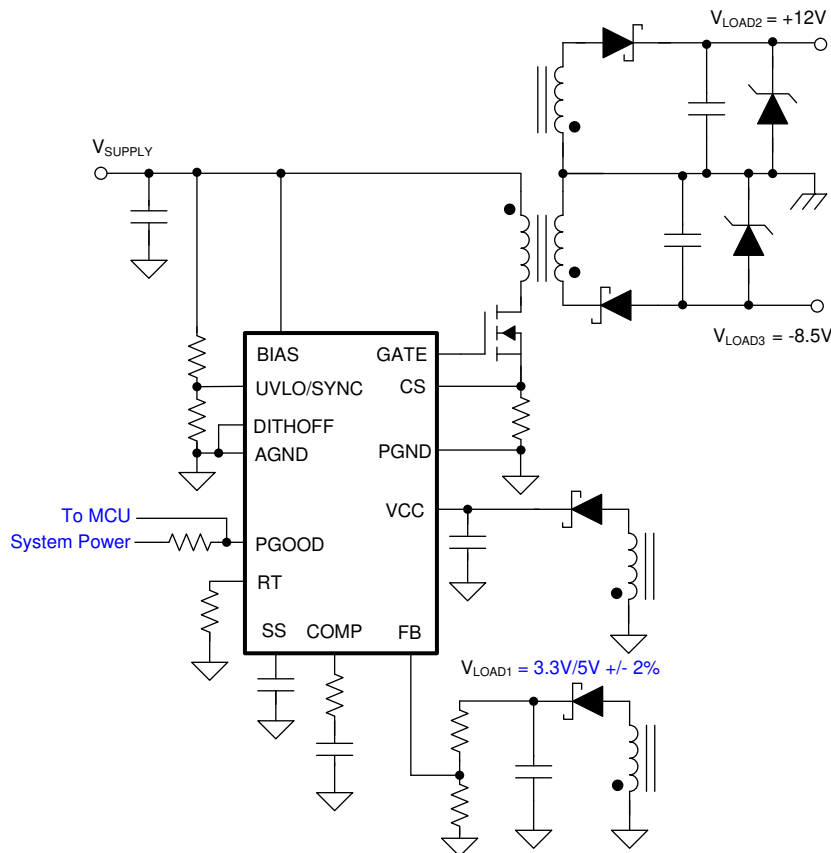 VLOAD2 = +12V
VSUPPLY
VLOAD3 = -8.5V
BIAS
GATE
UVLO/SYNC
CS
DITHOFF
AGND
PGND
VCC
To MCU
System Power
PGOOD
RT
SS
COMP
FB
VLOAD1 = 3.3V/5V +/- 2%